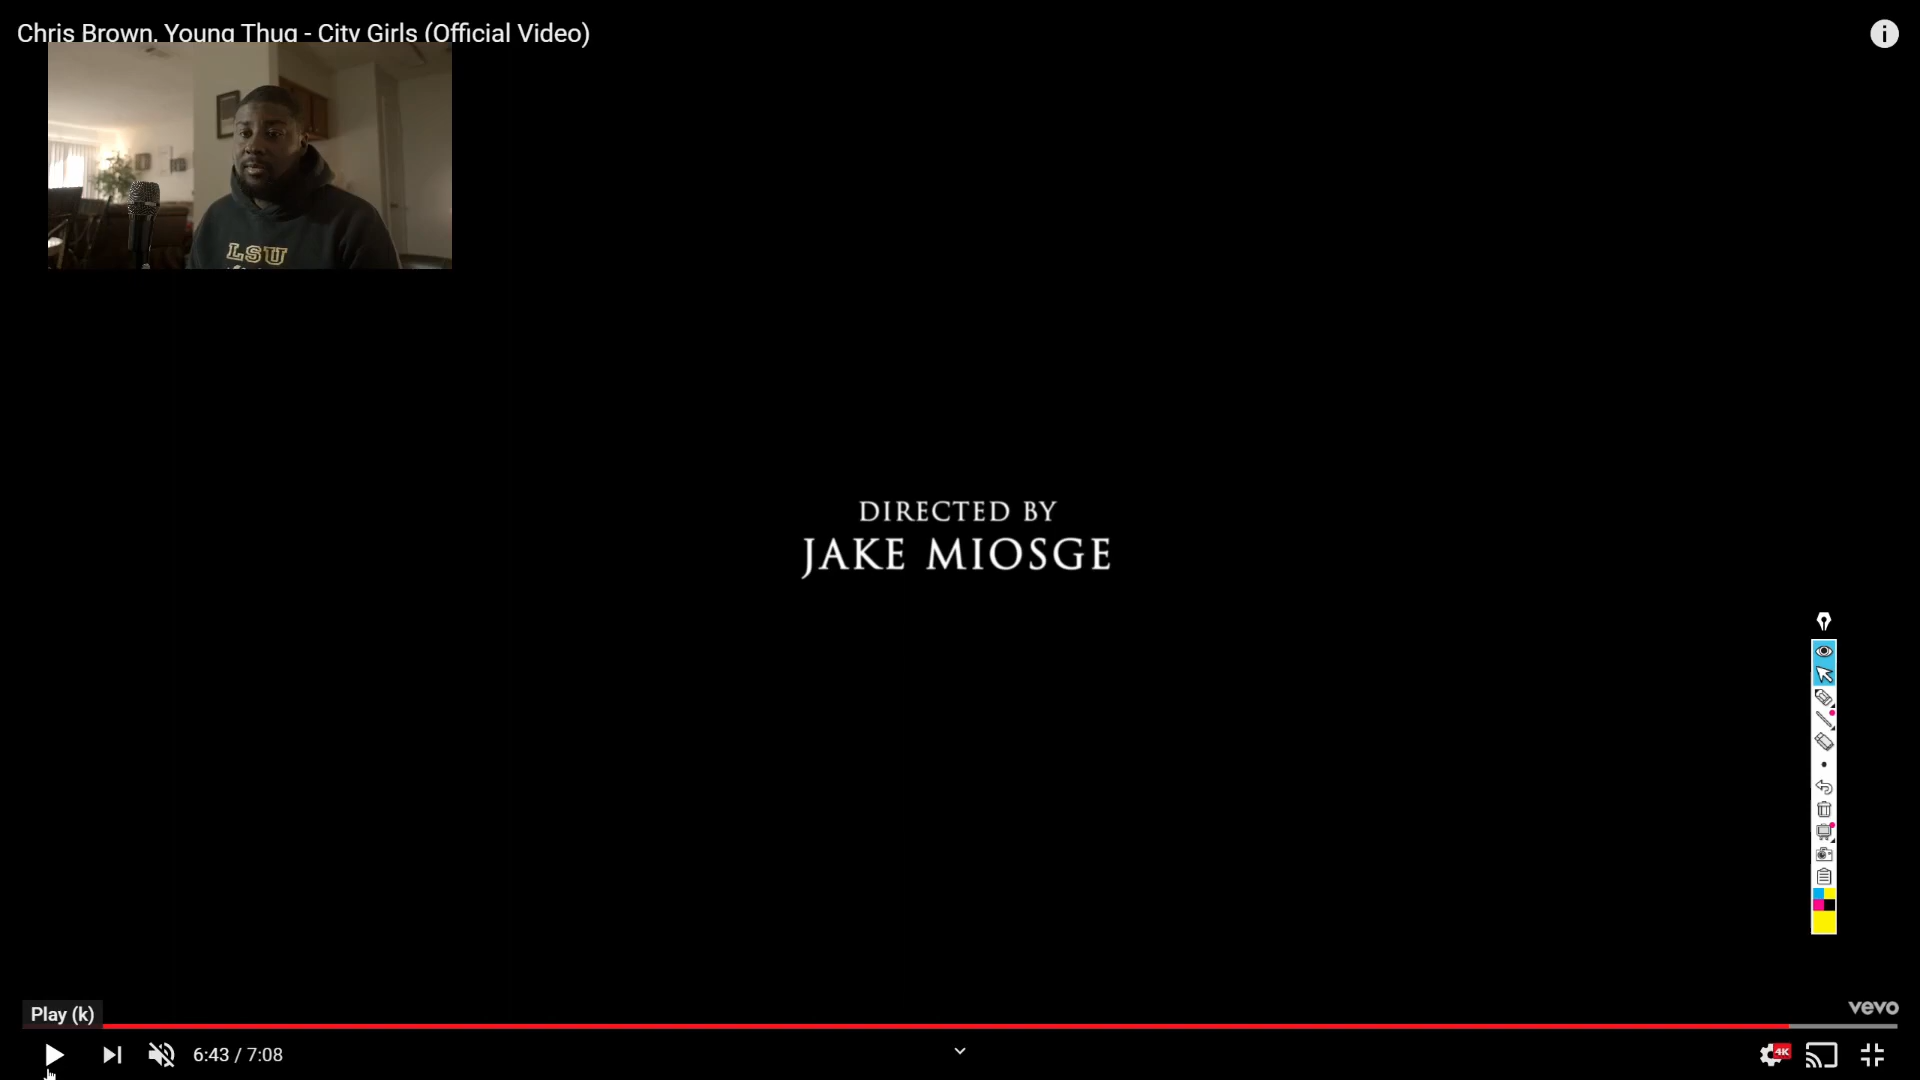 Chris Brown, Young Thug - City Girls (Official Video)
LSU
DIRECTED BY
JAKE MIOSGE
vevo
Play (k)
6:43 / 7:08
4K